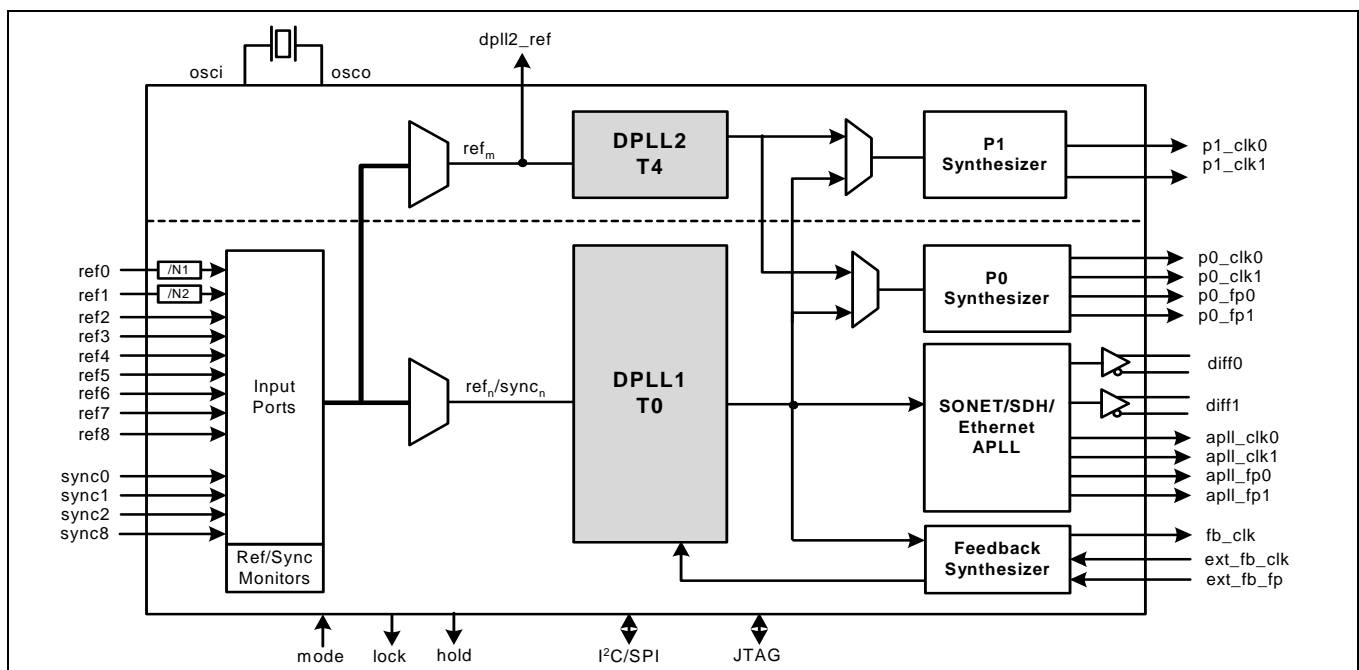 dpll2_ref
osci
osco
ref_m
DPLL2
T4
P1
Synthesizer
p1_clk0
p1_clk1
ref0
/N1
ref1
/N2
ref2
ref3
ref4
ref5
ref6
ref7
ref8
sync0
sync1
sync2
sync8
Input
Ports
Ref/Sync
Monitors
ref_n/sync_n
DPLL1
T0
P0
Synthesizer
p0_clk0
p0_clk1
p0_fp0
p0_fp1
SONET/SDH/
Ethernet
APLL
diff0
diff1
apll_clk0
apll_clk1
apll_fp0
apll_fp1
Feedback
Synthesizer
fb_clk
ext_fb_clk
ext_fb_fp
mode
lock
hold
I²C/SPI
JTAG